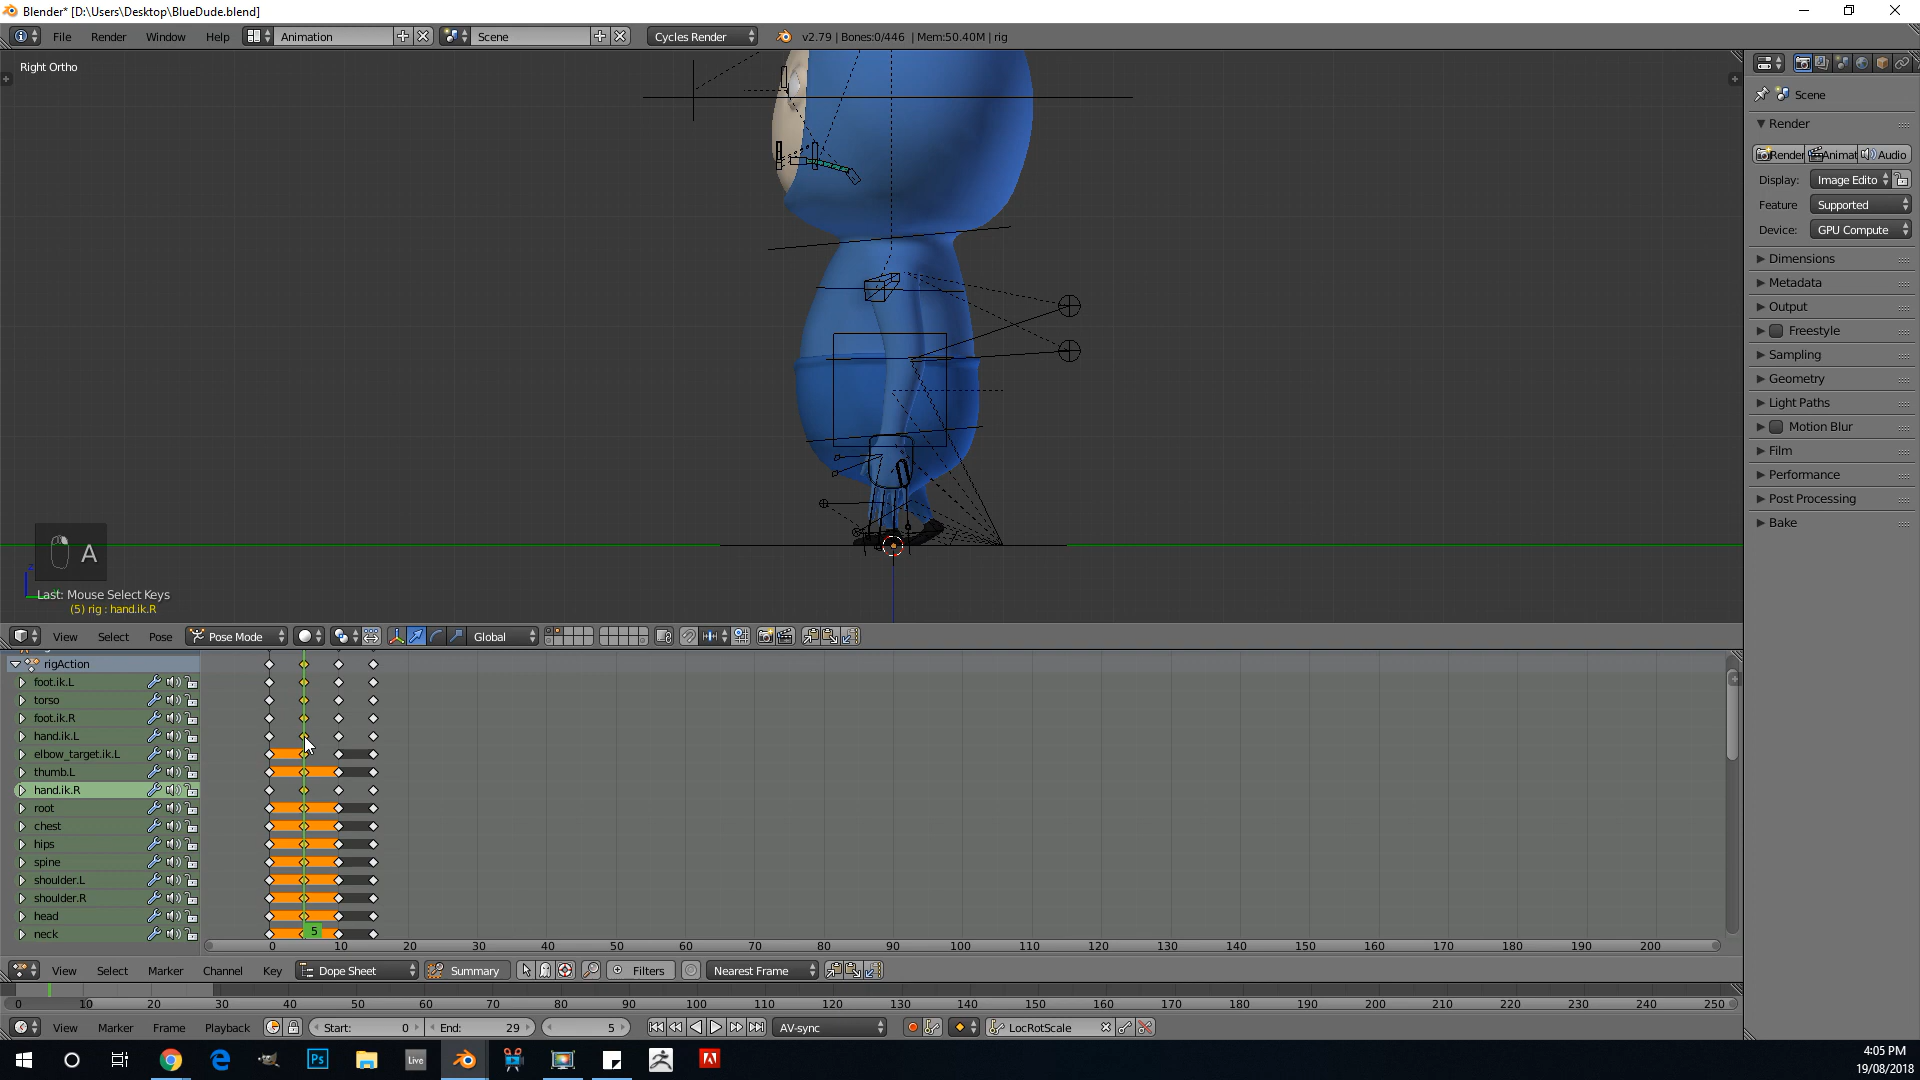 Blender* [D:\Users\Desktop\BlueDude.blend]
File Render Window Help Animation Scene Cycles Render v2.79 | Bones:0/446 | Mem:50.40M | rig
Right Ortho
Scene
Render
Render Animat Audio
Display: Image Edito
Feature Supported
Device: GPU Compute
Dimensions
Metadata
Output
Freestyle
Sampling
Geometry
Light Paths
Motion Blur
Film
Performance
Post Processing
Bake
A
Last: Mouse Select Keys
(5) rig : hand.ik.R
View Select Pose Pose Mode Global
rigAction
foot.ik.L
torso
foot.ik.R
hand.ik.L
elbow_target.ik.L
thumb.L
hand.ik.R
root
chest
hips
spine
shoulder.L
shoulder.R
head
neck
5
0 10 20 30 40 50 60 70 80 90 100 110 120 130 140 150 160 170 180 190 200
View Select Marker Channel Key Dope Sheet Summary Filters Nearest Frame
0 10 20 30 40 50 60 70 80 90 100 110 120 130 140 150 160 170 180 190 200 210 220 230 240 250
View Marker Frame Playback Start: 0 End: 29 5 AV-sync LocRotScale
Ps Live
4:05 PM
19/08/2018